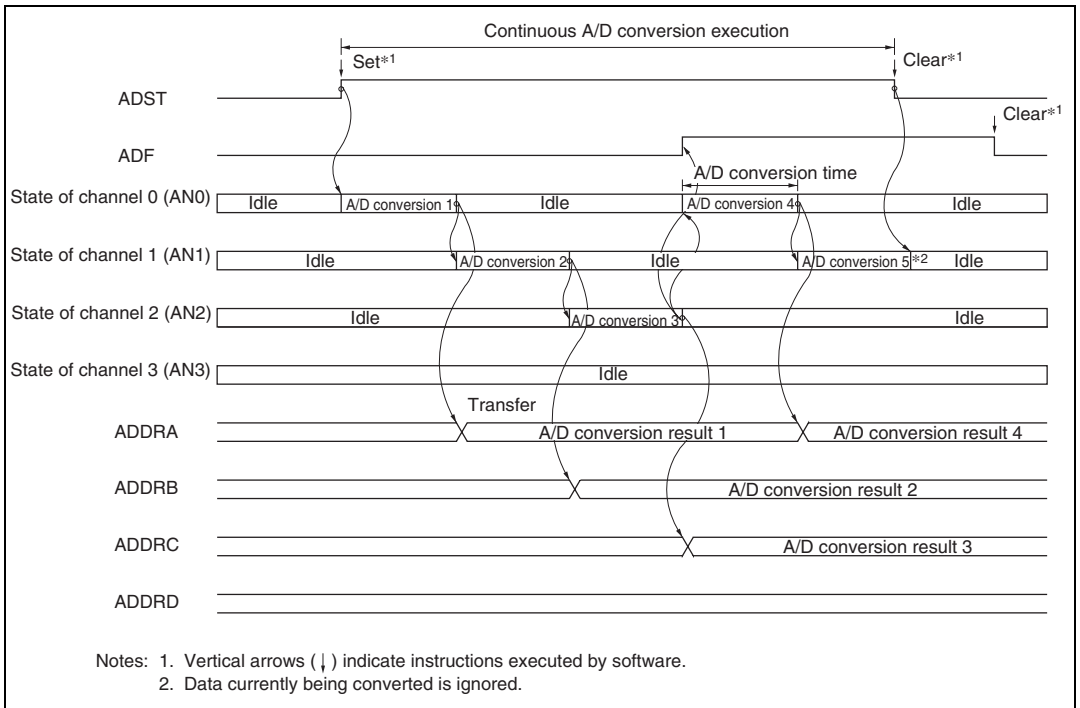 Continuous A/D conversion execution
Set*1
Clear*1
ADST
Clear*1
ADF
A/D conversion time
State of channel 0 (AN0) Idle A/D conversion 1 Idle A/D conversion 4 Idle
State of channel 1 (AN1) Idle A/D conversion 2 Idle A/D conversion 5 *2 Idle
State of channel 2 (AN2) Idle A/D conversion 3 Idle
State of channel 3 (AN3) Idle
Transfer
ADDRA A/D conversion result 1 A/D conversion result 4
ADDRB A/D conversion result 2
ADDRC A/D conversion result 3
ADDRD
Notes: 1. Vertical arrows (↓) indicate instructions executed by software.
2. Data currently being converted is ignored.